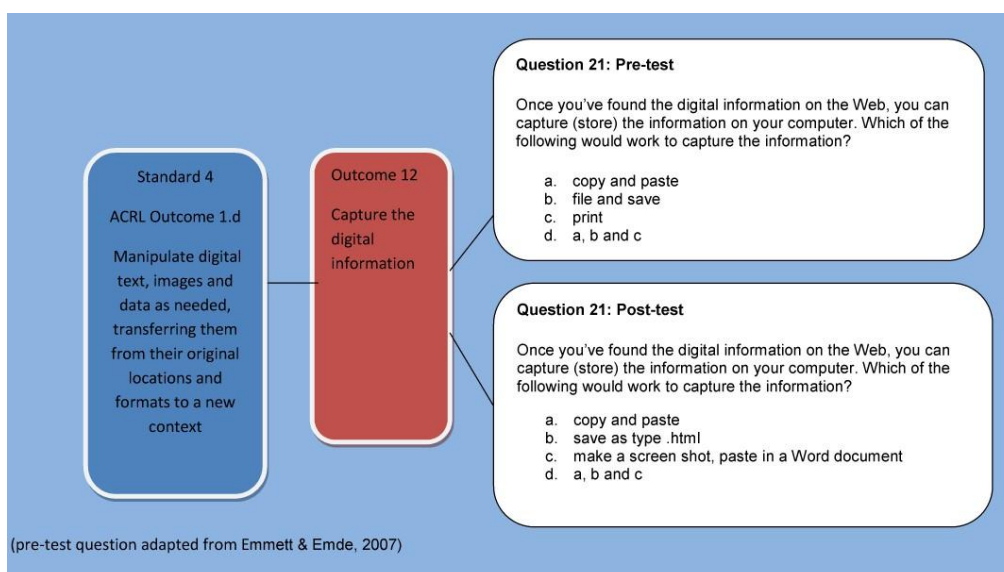 Standard 4
ACRL Outcome 1.d
Manipulate digital
text, images and
data as needed,
transferring them
from their original
locations and
formats to a new
context
Outcome 12
Capture the
digital
information
Question 21: Pre-test
Once you've found the digital information on the Web, you can
capture (store) the information on your computer. Which of the
following would work to capture the information?
a. copy and paste
b. file and save
c. print
d. a, b and c
Question 21: Post-test
Once you've found the digital information on the Web, you can
capture (store) the information on your computer. Which of the
following would work to capture the information?
a. copy and paste
b. save as type .html
c. make a screen shot, paste in a Word document
d. a, b and c
(pre-test question adapted from Emmett & Emde, 2007)